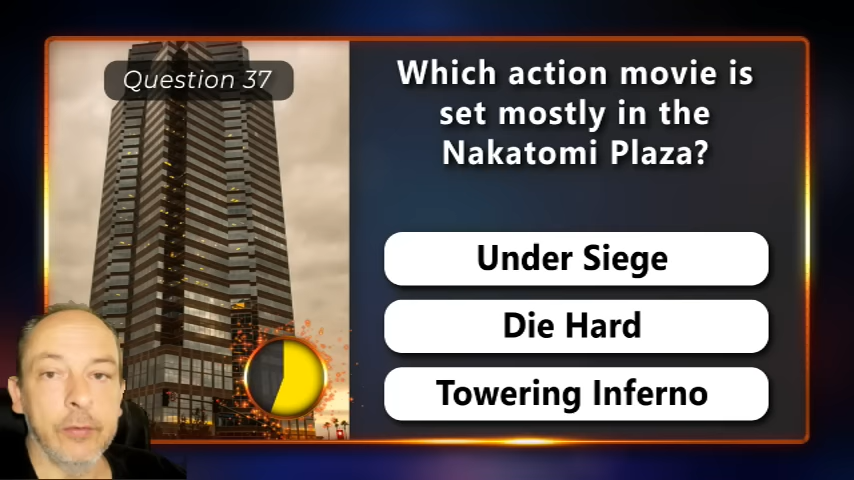 Question 37
Which action movie is
set mostly in the
Nakatomi Plaza?
Under Siege
Die Hard
Towering Inferno